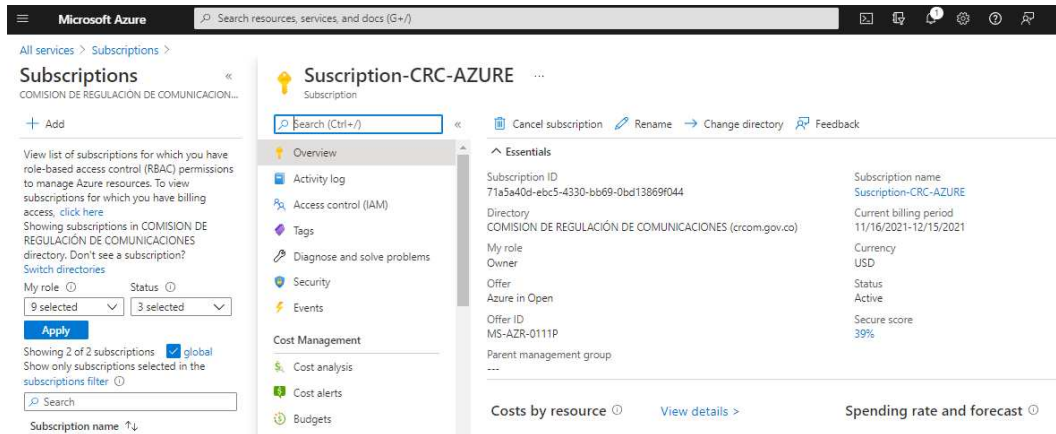 Microsoft Azure
Search resources, services, and docs (G+/)
1
All services > Subscriptions >
Subscriptions
COMISION DE REGULACIÓN DE COMUNICACION...
+ Add
View list of subscriptions for which you have
role-based access control (RBAC) permissions
to manage Azure resources. To view
subscriptions for which you have billing
access, click here
Showing subscriptions in COMISION DE
REGULACIÓN DE COMUNICACIONES
directory. Don't see a subscription?
Switch directories
My role Status
9 selected 3 selected
Apply
Showing 2 of 2 subscriptions global
Show only subscriptions selected in the
subscriptions filter
Search
Subscription name ↑↓
Suscription-CRC-AZURE ...
Subscription
Search (Ctrl+/)
Overview
Activity log
Access control (IAM)
Tags
Diagnose and solve problems
Security
Events
Cost Management
Cost analysis
Cost alerts
Budgets
Cancel subscription Rename Change directory Feedback
Essentials
Subscription ID
71a5a40d-ebc5-4330-bb69-0bd13869f044
Directory
COMISION DE REGULACIÓN DE COMUNICACIONES (crcom.gov.co)
My role
Owner
Offer
Azure in Open
Offer ID
MS-AZR-0111P
Parent management group
---
Subscription name
Suscription-CRC-AZURE
Current billing period
11/16/2021-12/15/2021
Currency
USD
Status
Active
Secure score
39%
Costs by resource View details >
Spending rate and forecast